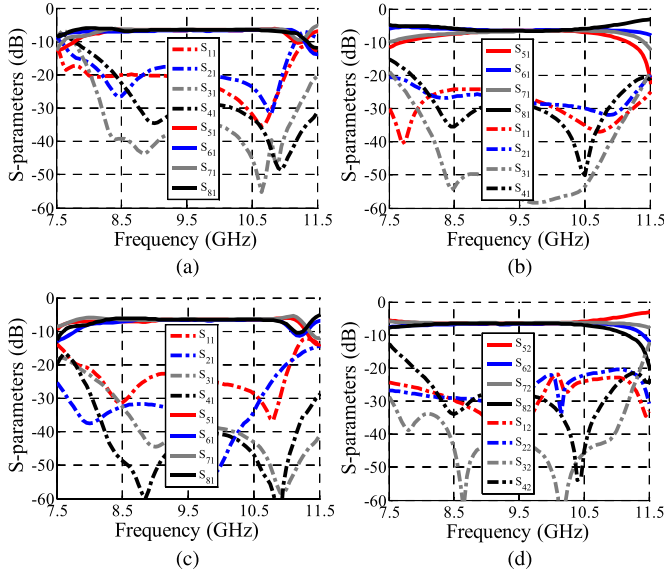 S-parameters (dB)
0
-10
-20
-30
-40
-50
-60
7.5
8.5
9.5
10.5
11.5
Frequency (GHz)
S11
S21
S31
S41
S51
S61
S71
S81
(a)
S-parameters (dB)
0
-10
-20
-30
-40
-50
-60
7.5
8.5
9.5
10.5
11.5
Frequency (GHz)
S51
S61
S71
S81
S11
S21
S31
S41
(b)
S-parameters (dB)
0
-10
-20
-30
-40
-50
-60
7.5
8.5
9.5
10.5
11.5
Frequency (GHz)
S11
S21
S31
S41
S51
S61
S71
S81
(c)
S-parameters (dB)
0
-10
-20
-30
-40
-50
-60
7.5
8.5
9.5
10.5
11.5
Frequency (GHz)
S52
S62
S72
S82
S12
S22
S32
S42
(d)